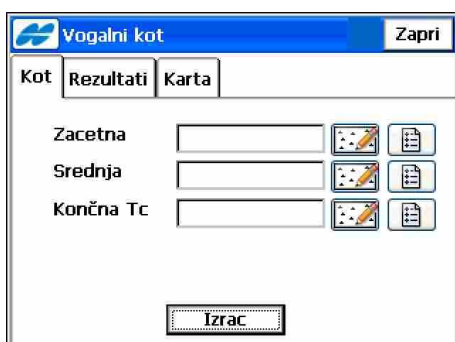 Vogalni kot Zapri
Kot Rezultati Karta
Zacetna
Srednja
Končna Tc
Izrac